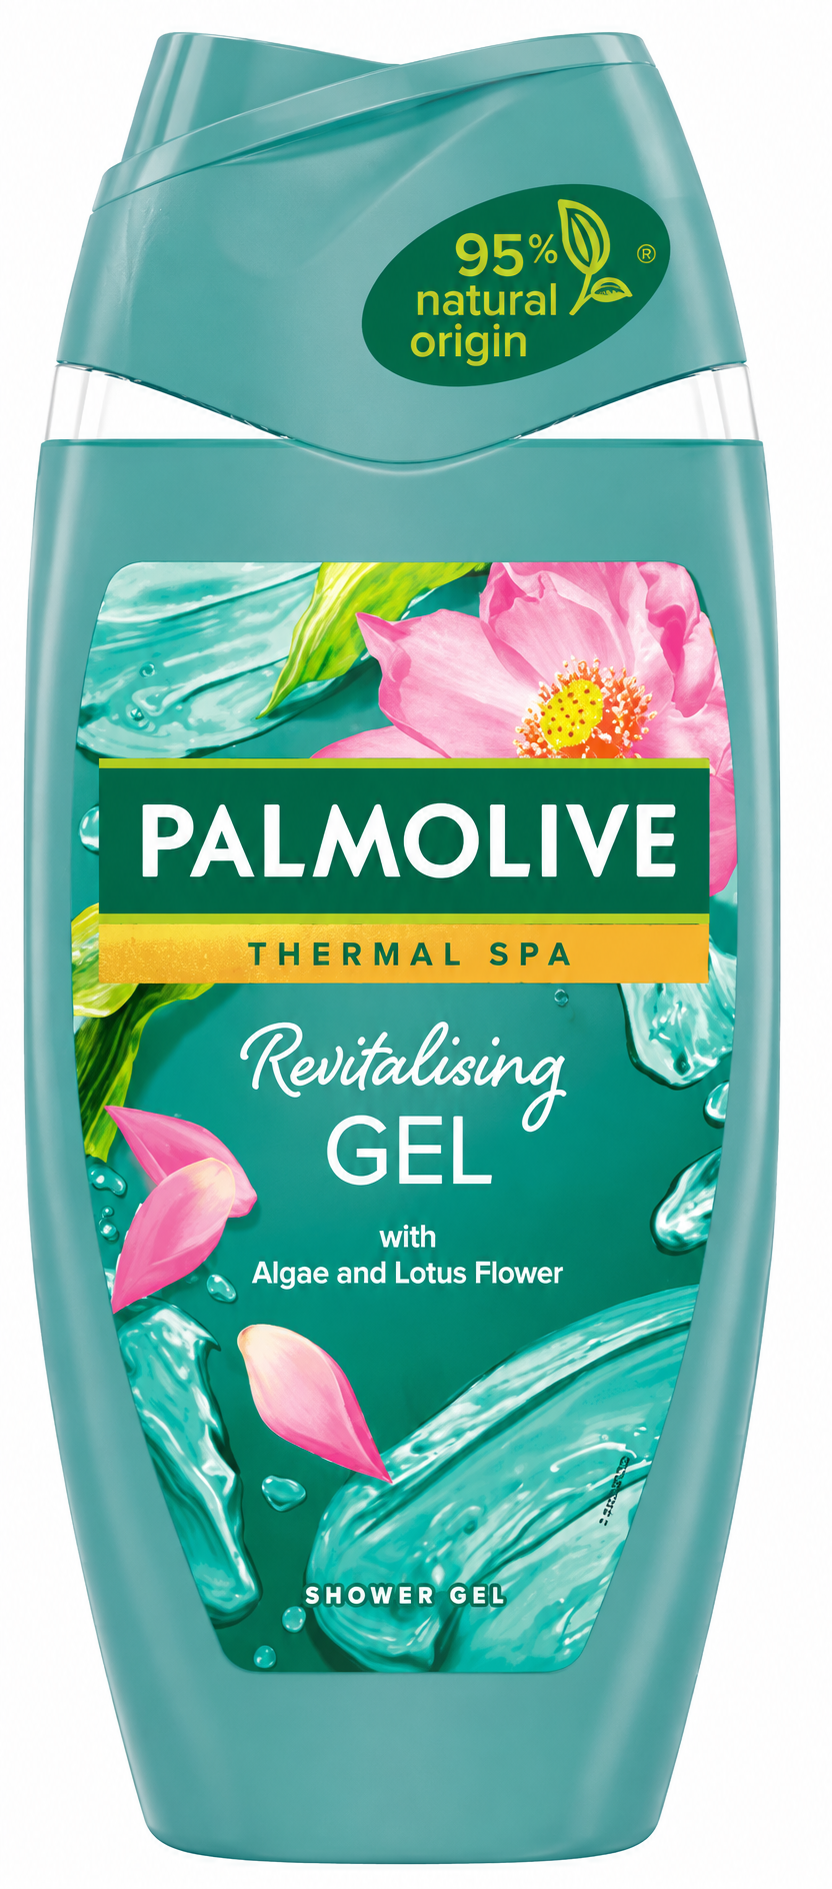 95%
natural
origin
®
PALMOLIVE
THERMAL SPA
Revitalising
GEL
with
Algae and Lotus Flower
SHOWER GEL